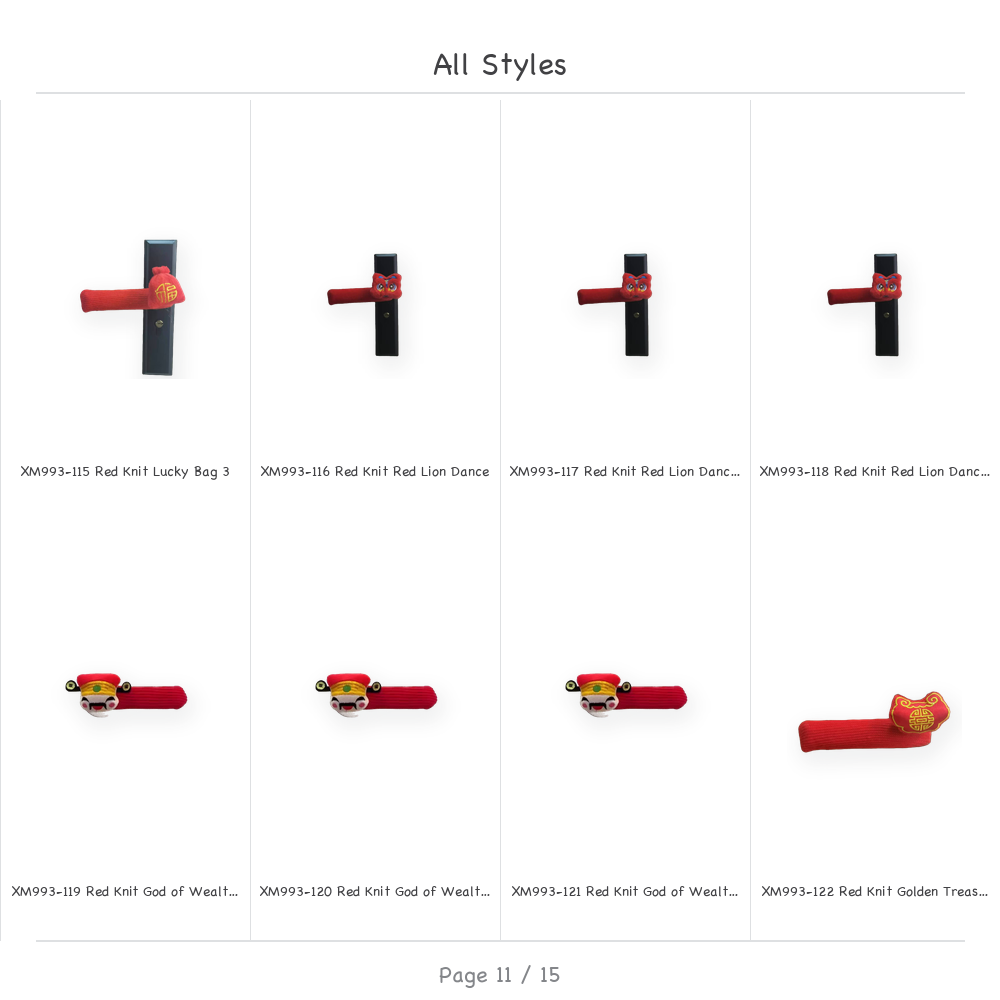 All Styles
福
XM993-115 Red Knit Lucky Bag 3
XM993-116 Red Knit Red Lion Dance
XM993-117 Red Knit Red Lion Danc...
XM993-118 Red Knit Red Lion Danc...
XM993-119 Red Knit God of Wealt...
XM993-120 Red Knit God of Wealt...
XM993-121 Red Knit God of Wealt...
XM993-122 Red Knit Golden Treas...
Page 11 / 15